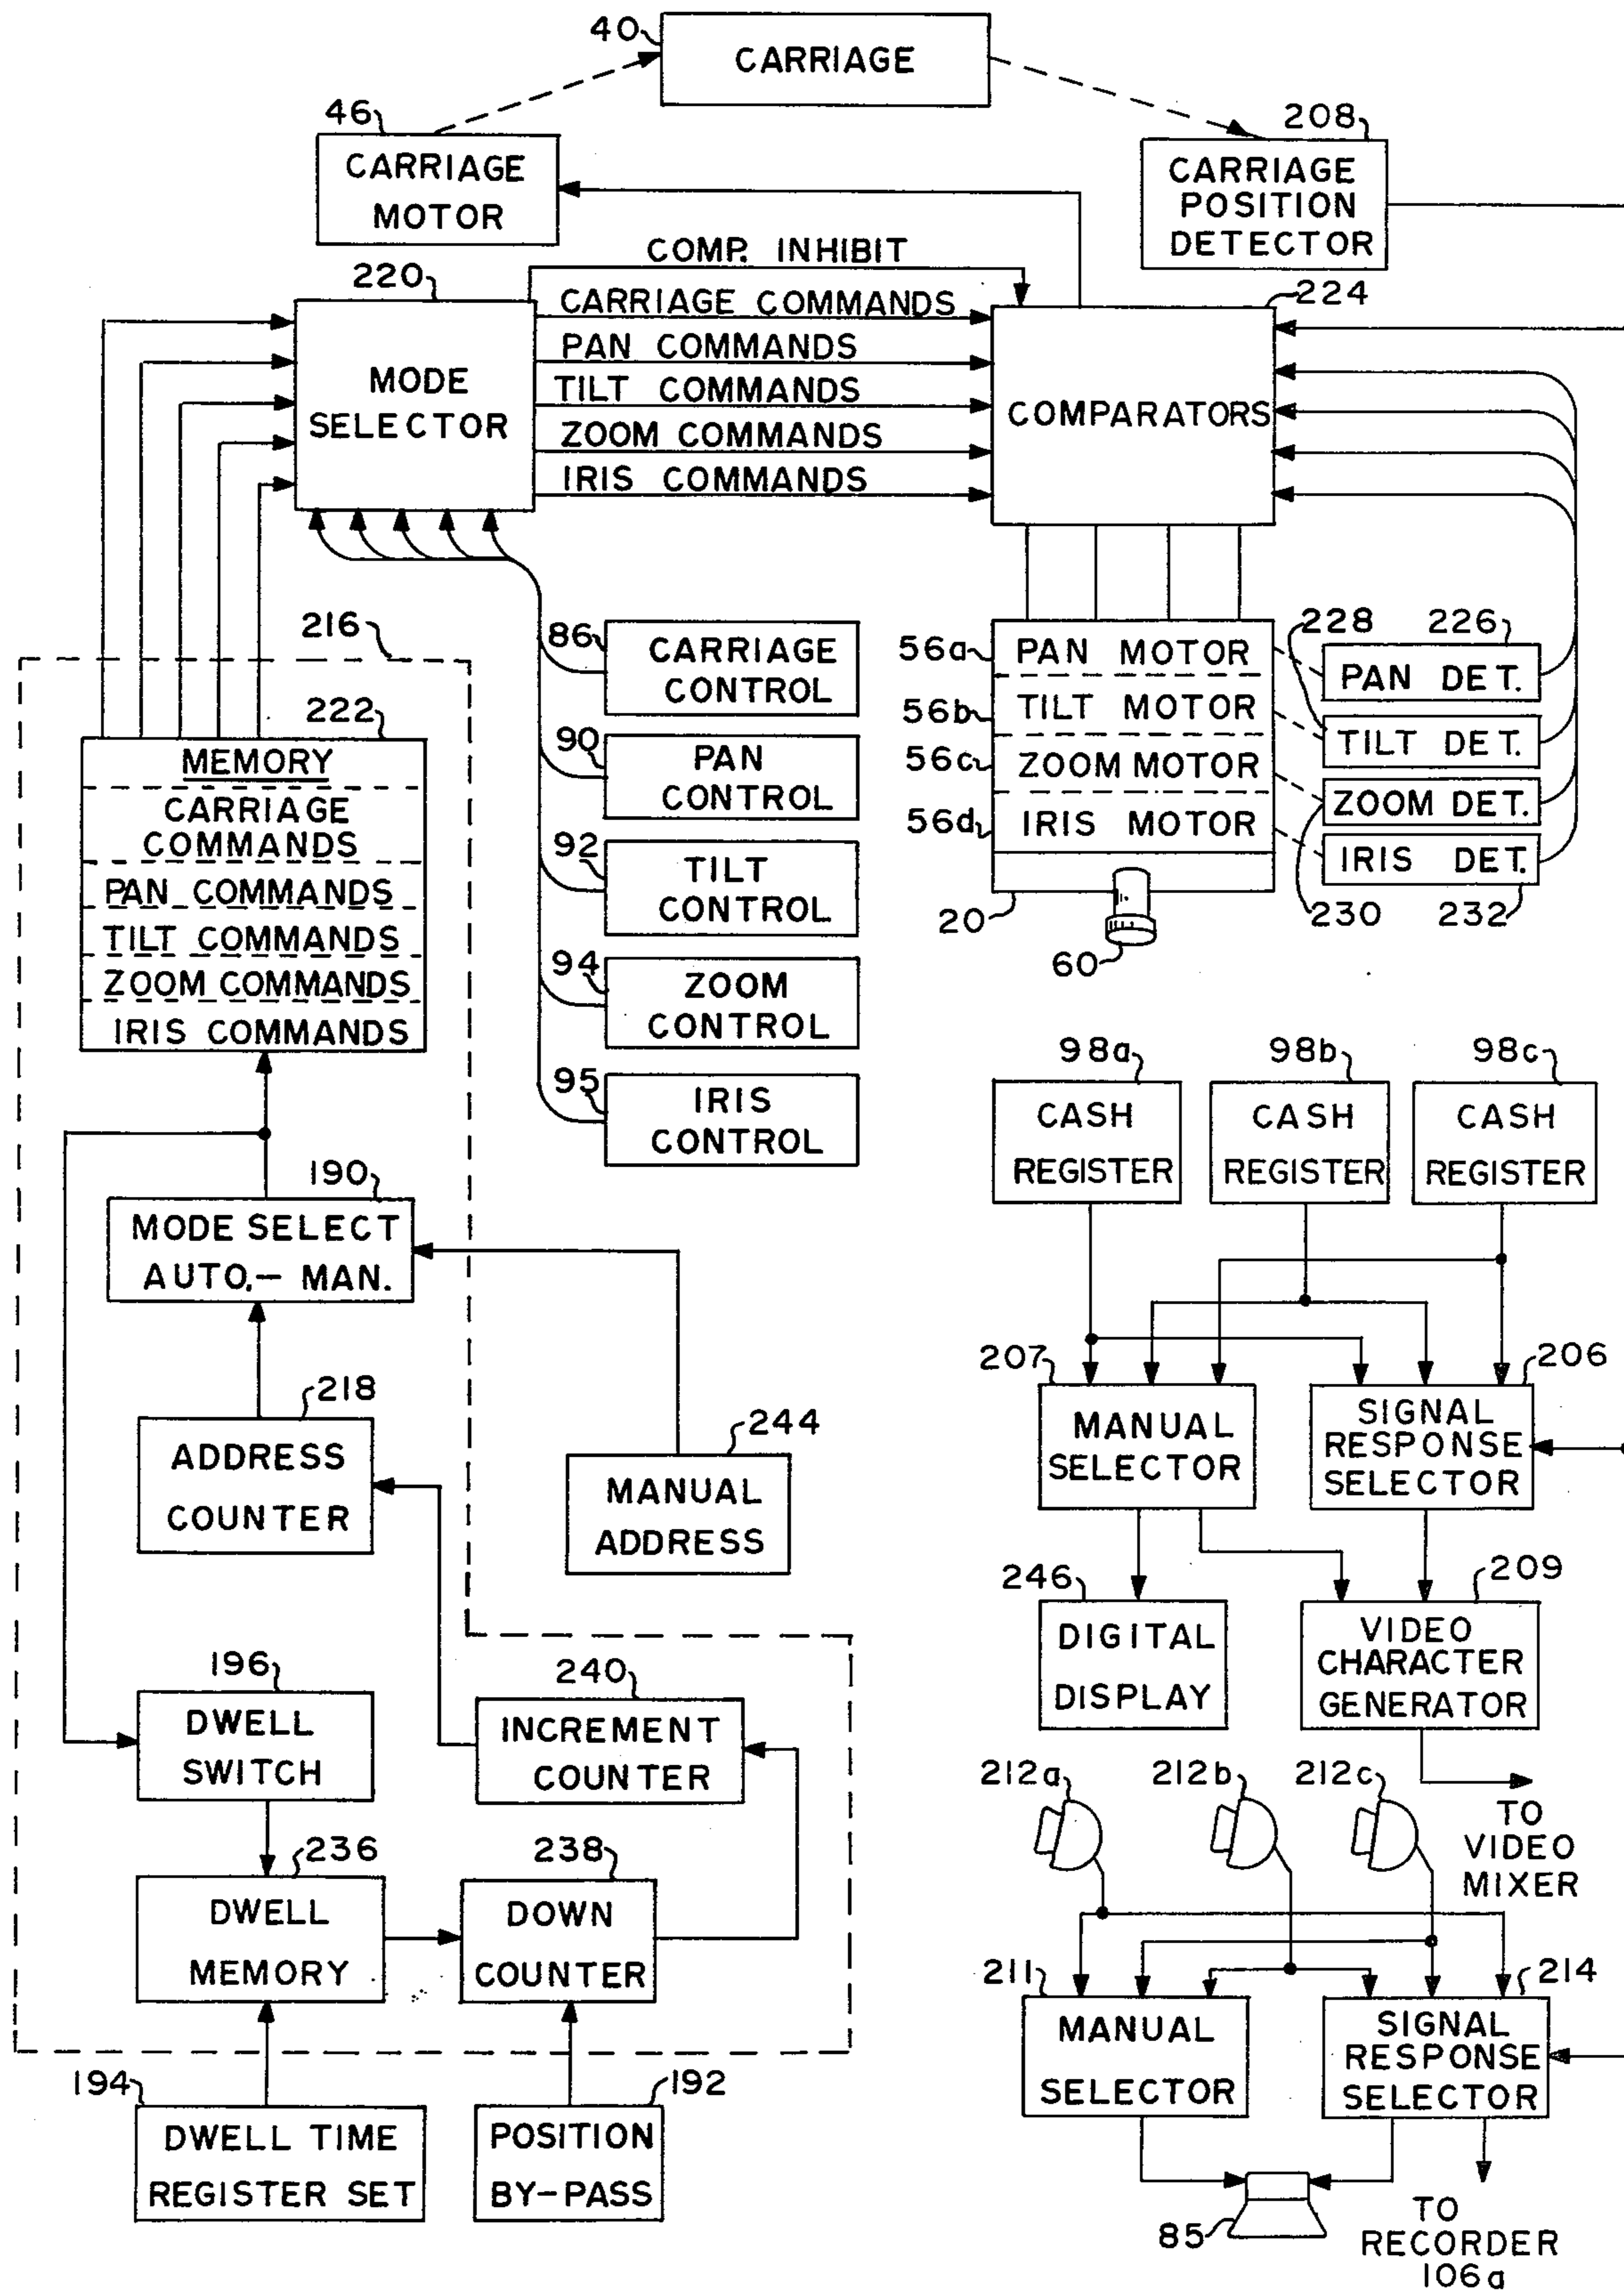 40
CARRIAGE
46
CARRIAGE
MOTOR
208
CARRIAGE
POSITION
DETECTOR
COMP. INHIBIT
220
CARRIAGE COMMANDS
PAN COMMANDS
TILT COMMANDS
ZOOM COMMANDS
IRIS COMMANDS
MODE
SELECTOR
224
COMPARATORS
216
222
MEMORY
CARRIAGE
COMMANDS
PAN COMMANDS
TILT COMMANDS
ZOOM COMMANDS
IRIS COMMANDS
86
CARRIAGE
CONTROL
90
PAN
CONTROL
92
TILT
CONTROL
94
ZOOM
CONTROL
95
IRIS
CONTROL
56a
PAN MOTOR
56b
TILT MOTOR
56c
ZOOM MOTOR
56d
IRIS MOTOR
20
60
228
226
PAN DET.
TILT DET.
ZOOM DET.
IRIS DET.
230
232
190
MODE SELECT
AUTO.— MAN.
218
ADDRESS
COUNTER
244
MANUAL
ADDRESS
196
DWELL
SWITCH
240
INCREMENT
COUNTER
236
DWELL
MEMORY
238
DOWN
COUNTER
194
DWELL TIME
REGISTER SET
192
POSITION
BY-PASS
98a
CASH
REGISTER
98b
CASH
REGISTER
98c
CASH
REGISTER
207
MANUAL
SELECTOR
206
SIGNAL
RESPONSE
SELECTOR
246
DIGITAL
DISPLAY
209
VIDEO
CHARACTER
GENERATOR
TO
VIDEO
MIXER
212a
212b
212c
211
MANUAL
SELECTOR
214
SIGNAL
RESPONSE
SELECTOR
85
TO
RECORDER
106a